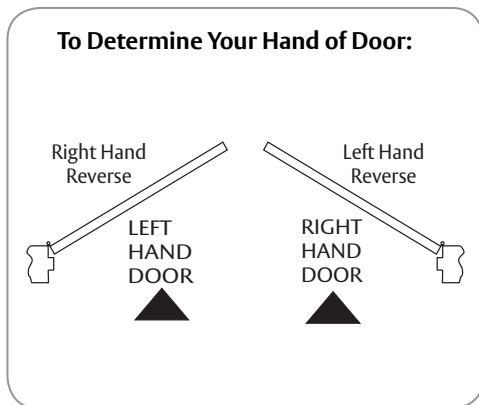 To Determine Your Hand of Door:
Right Hand
Reverse
Left Hand
Reverse
LEFT
HAND
DOOR
RIGHT
HAND
DOOR